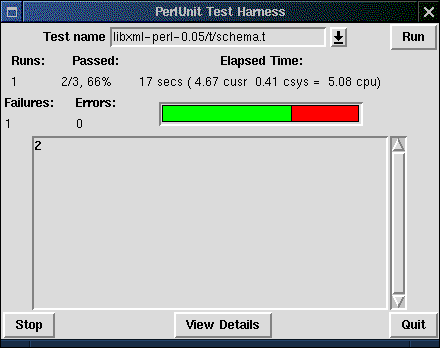 PerlUnit Test Harness
Test name libxml-perl-0.05/t/schema.t Run
Runs: Passed: Elapsed Time:
1 2/3, 66% 17 secs ( 4.67 cusr 0.41 csys = 5.08 cpu)
Failures: Errors:
1 0
2
Stop View Details Quit